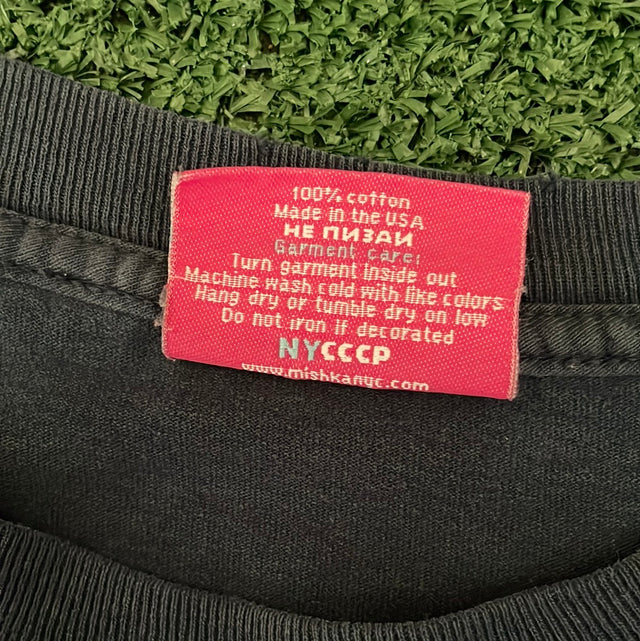 100% cotton
Made in the USA
НЕ ПИЗДИ
Garment care:
Turn garment inside out
Machine wash cold with like colors
Hang dry or tumble dry on low
Do not iron if decorated
NYCCCP
www.mishkanyc.com